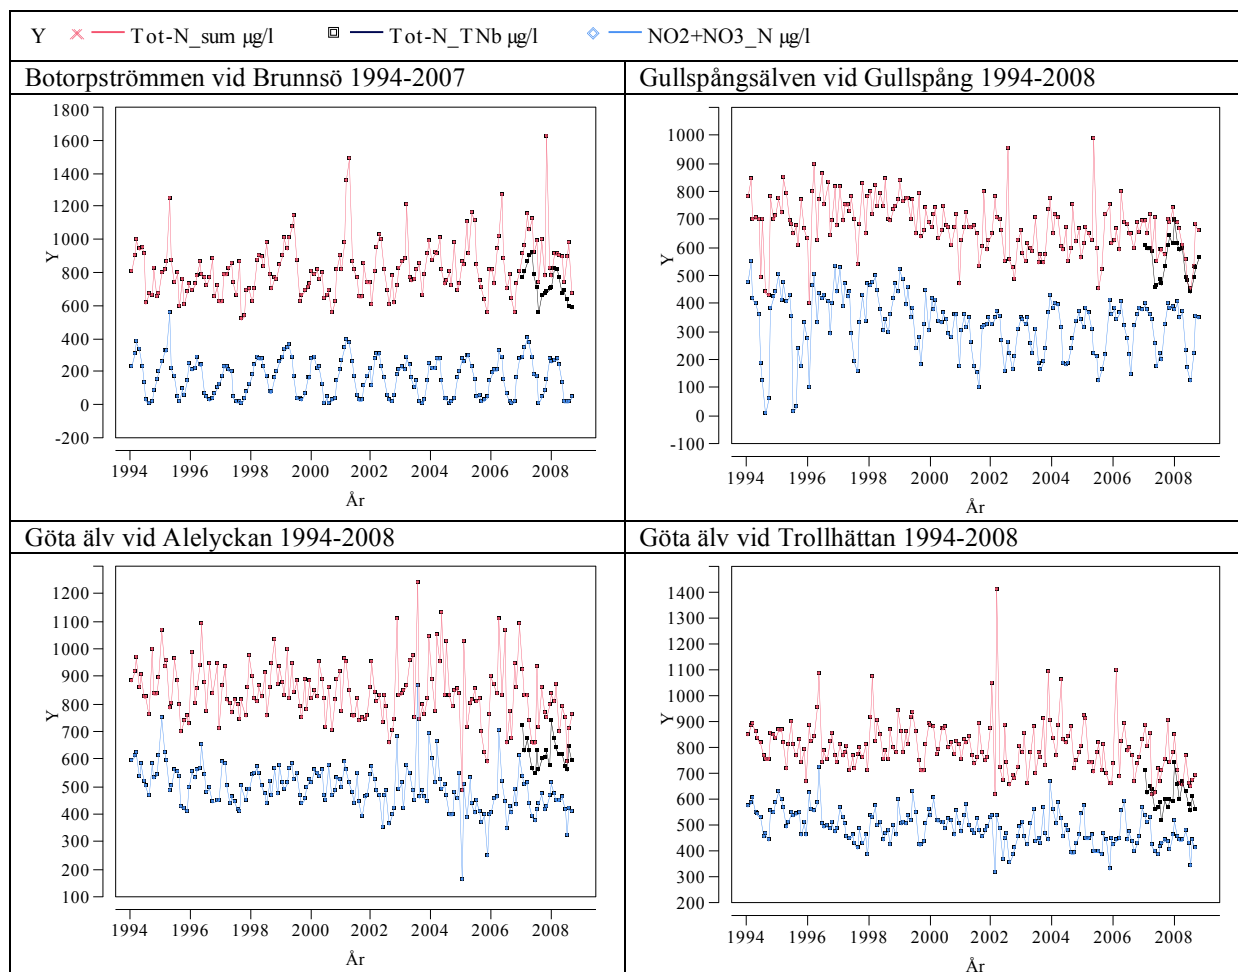 Y Tot-N_sum µg/l Tot-N_TNb µg/l NO2+NO3_N µg/l
Botorpströmmen vid Brunnsö 1994-2007
1800
1600
1400
1200
1000
800
600
400
200
0
-200
Y
1994 1996 1998 2000 2002 2004 2006 2008
År
Gullspångsälven vid Gullspång 1994-2008
1000
900
800
700
600
500
400
300
200
100
0
-100
Y
1994 1996 1998 2000 2002 2004 2006 2008
År
Göta älv vid Alelyckan 1994-2008
1200
1100
1000
900
800
700
600
500
400
300
200
100
Y
1994 1996 1998 2000 2002 2004 2006 2008
År
Göta älv vid Trollhättan 1994-2008
1400
1300
1200
1100
1000
900
800
700
600
500
400
300
200
Y
1994 1996 1998 2000 2002 2004 2006 2008
År